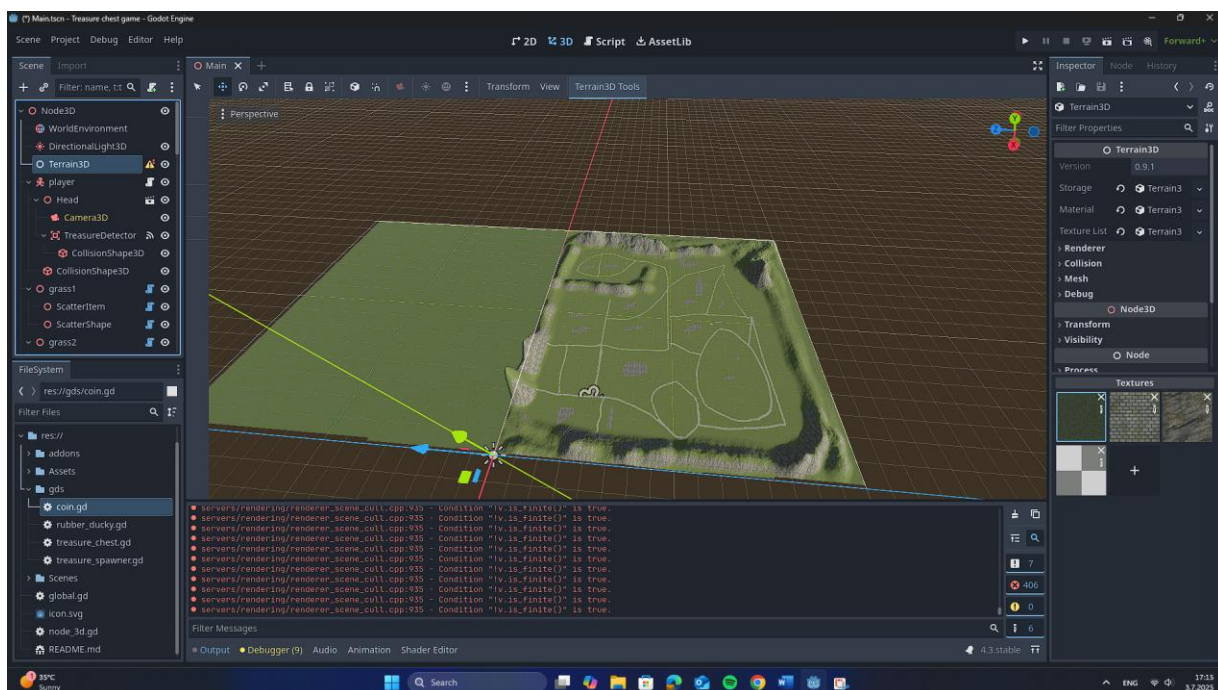 (*) Main.tscn - Treasure chest game - Godot Engine
Scene Project Debug Editor Help
2D 3D Script AssetLib
Forward+
Scene Import
Main
Inspector Node History
Filter: name, t:t
Transform View Terrain3D Tools
Node3D
WorldEnvironment
DirectionalLight3D
Terrain3D
player
Head
Camera3D
TreasureDetector
CollisionShape3D
CollisionShape3D
grass1
ScatterItem
ScatterShape
grass2
Perspective
Y
X
Terrain3D
Filter Properties
Terrain3D
Version 0.9.1
Storage Terrain3
Material Terrain3
Texture List Terrain3
Renderer
Collision
Mesh
Debug
Node3D
Transform
Visibility
Node
Process
Textures
FileSystem
res://gds/coin.gd
Filter Files
res://
addons
Assets
gds
coin.gd
rubber_ducky.gd
treasure_chest.gd
treasure_spawner.gd
Scenes
global.gd
icon.svg
node_3d.gd
README.md
servers/rendering/renderer_scene_cull.cpp:935 - Condition "!v.is_finite()" is true.
servers/rendering/renderer_scene_cull.cpp:935 - Condition "!v.is_finite()" is true.
servers/rendering/renderer_scene_cull.cpp:935 - Condition "!v.is_finite()" is true.
servers/rendering/renderer_scene_cull.cpp:935 - Condition "!v.is_finite()" is true.
servers/rendering/renderer_scene_cull.cpp:935 - Condition "!v.is_finite()" is true.
servers/rendering/renderer_scene_cull.cpp:935 - Condition "!v.is_finite()" is true.
servers/rendering/renderer_scene_cull.cpp:935 - Condition "!v.is_finite()" is true.
servers/rendering/renderer_scene_cull.cpp:935 - Condition "!v.is_finite()" is true.
servers/rendering/renderer_scene_cull.cpp:935 - Condition "!v.is_finite()" is true.
servers/rendering/renderer_scene_cull.cpp:935 - Condition "!v.is_finite()" is true.
servers/rendering/renderer_scene_cull.cpp:935 - Condition "!v.is_finite()" is true.
7
406
0
6
Filter Messages
Output Debugger (9) Audio Animation Shader Editor
4.3.stable
1
35°C
Sunny
Search
ENG
17:15
3.7.2025